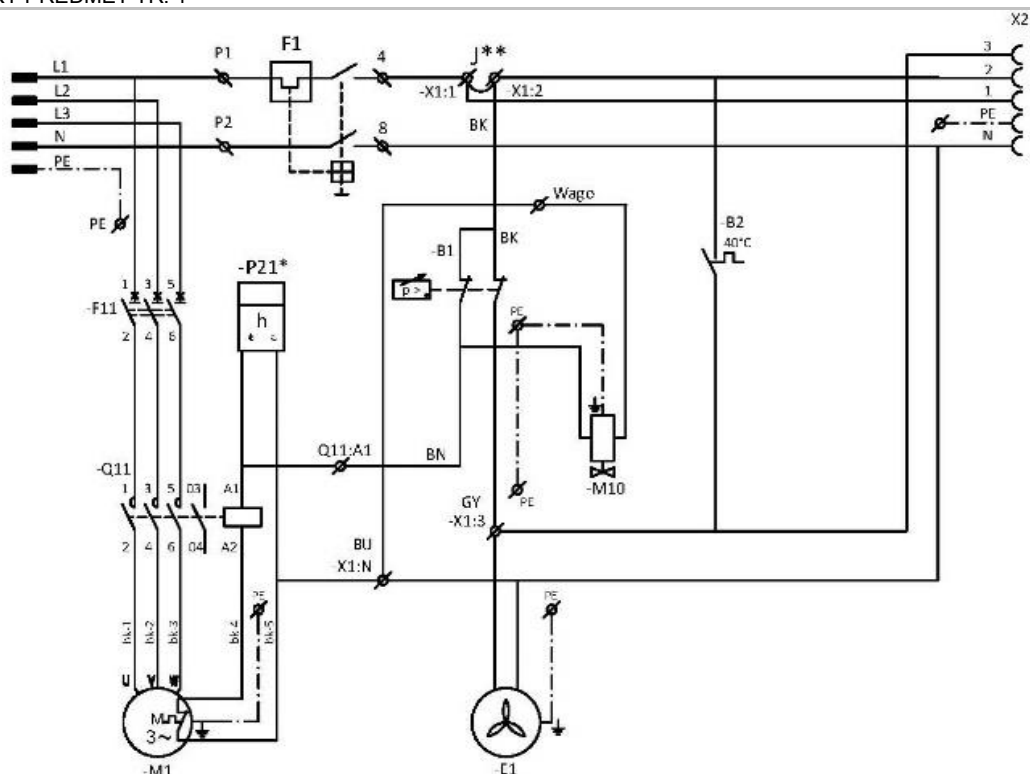 X2
F1
P1
4
J**
3
L1
2
-X1:1
-X1:2
L2
1
L3
P2
8
BK
PE
N
N
PE
Wago
PE
-B2
BK
40°C
-B1
-P21*
p>
1 3 5
-F11
h
PE
2 4 6
Q11:A1
BN
-Q11
1 3 5 03 A1
-M10
PE
GY
-X1:3
2 4 6 04 A2
BU
-X1:N
PE
PE
bk-1
bk-2
bk-3
bk-4
bk-5
U V W
M
3~
-M1